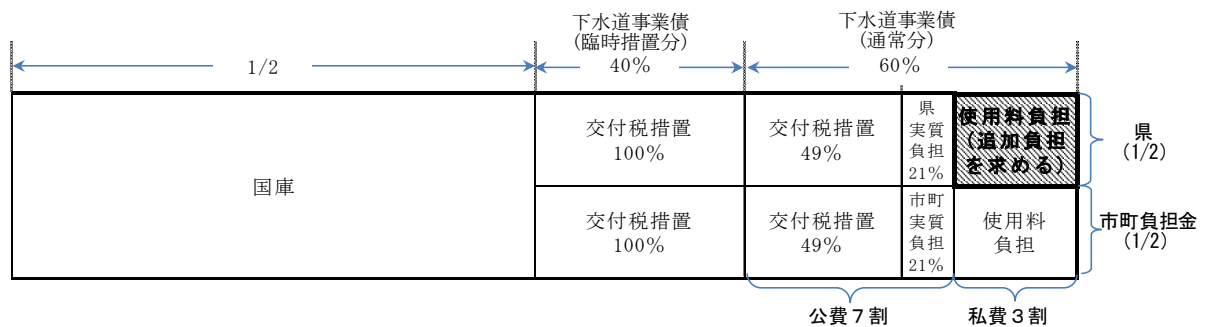 下水道事業債
(臨時措置分)
40%
下水道事業債
(通常分)
60%
1/2
国庫
交付税措置
100%
交付税措置
49%
県
実質
負担
21%
使用料負担
(追加負担
を求める)
県
(1/2)
交付税措置
100%
交付税措置
49%
市町
実質
負担
21%
使用料
負担
市町負担金
(1/2)
公費7割
私費3割